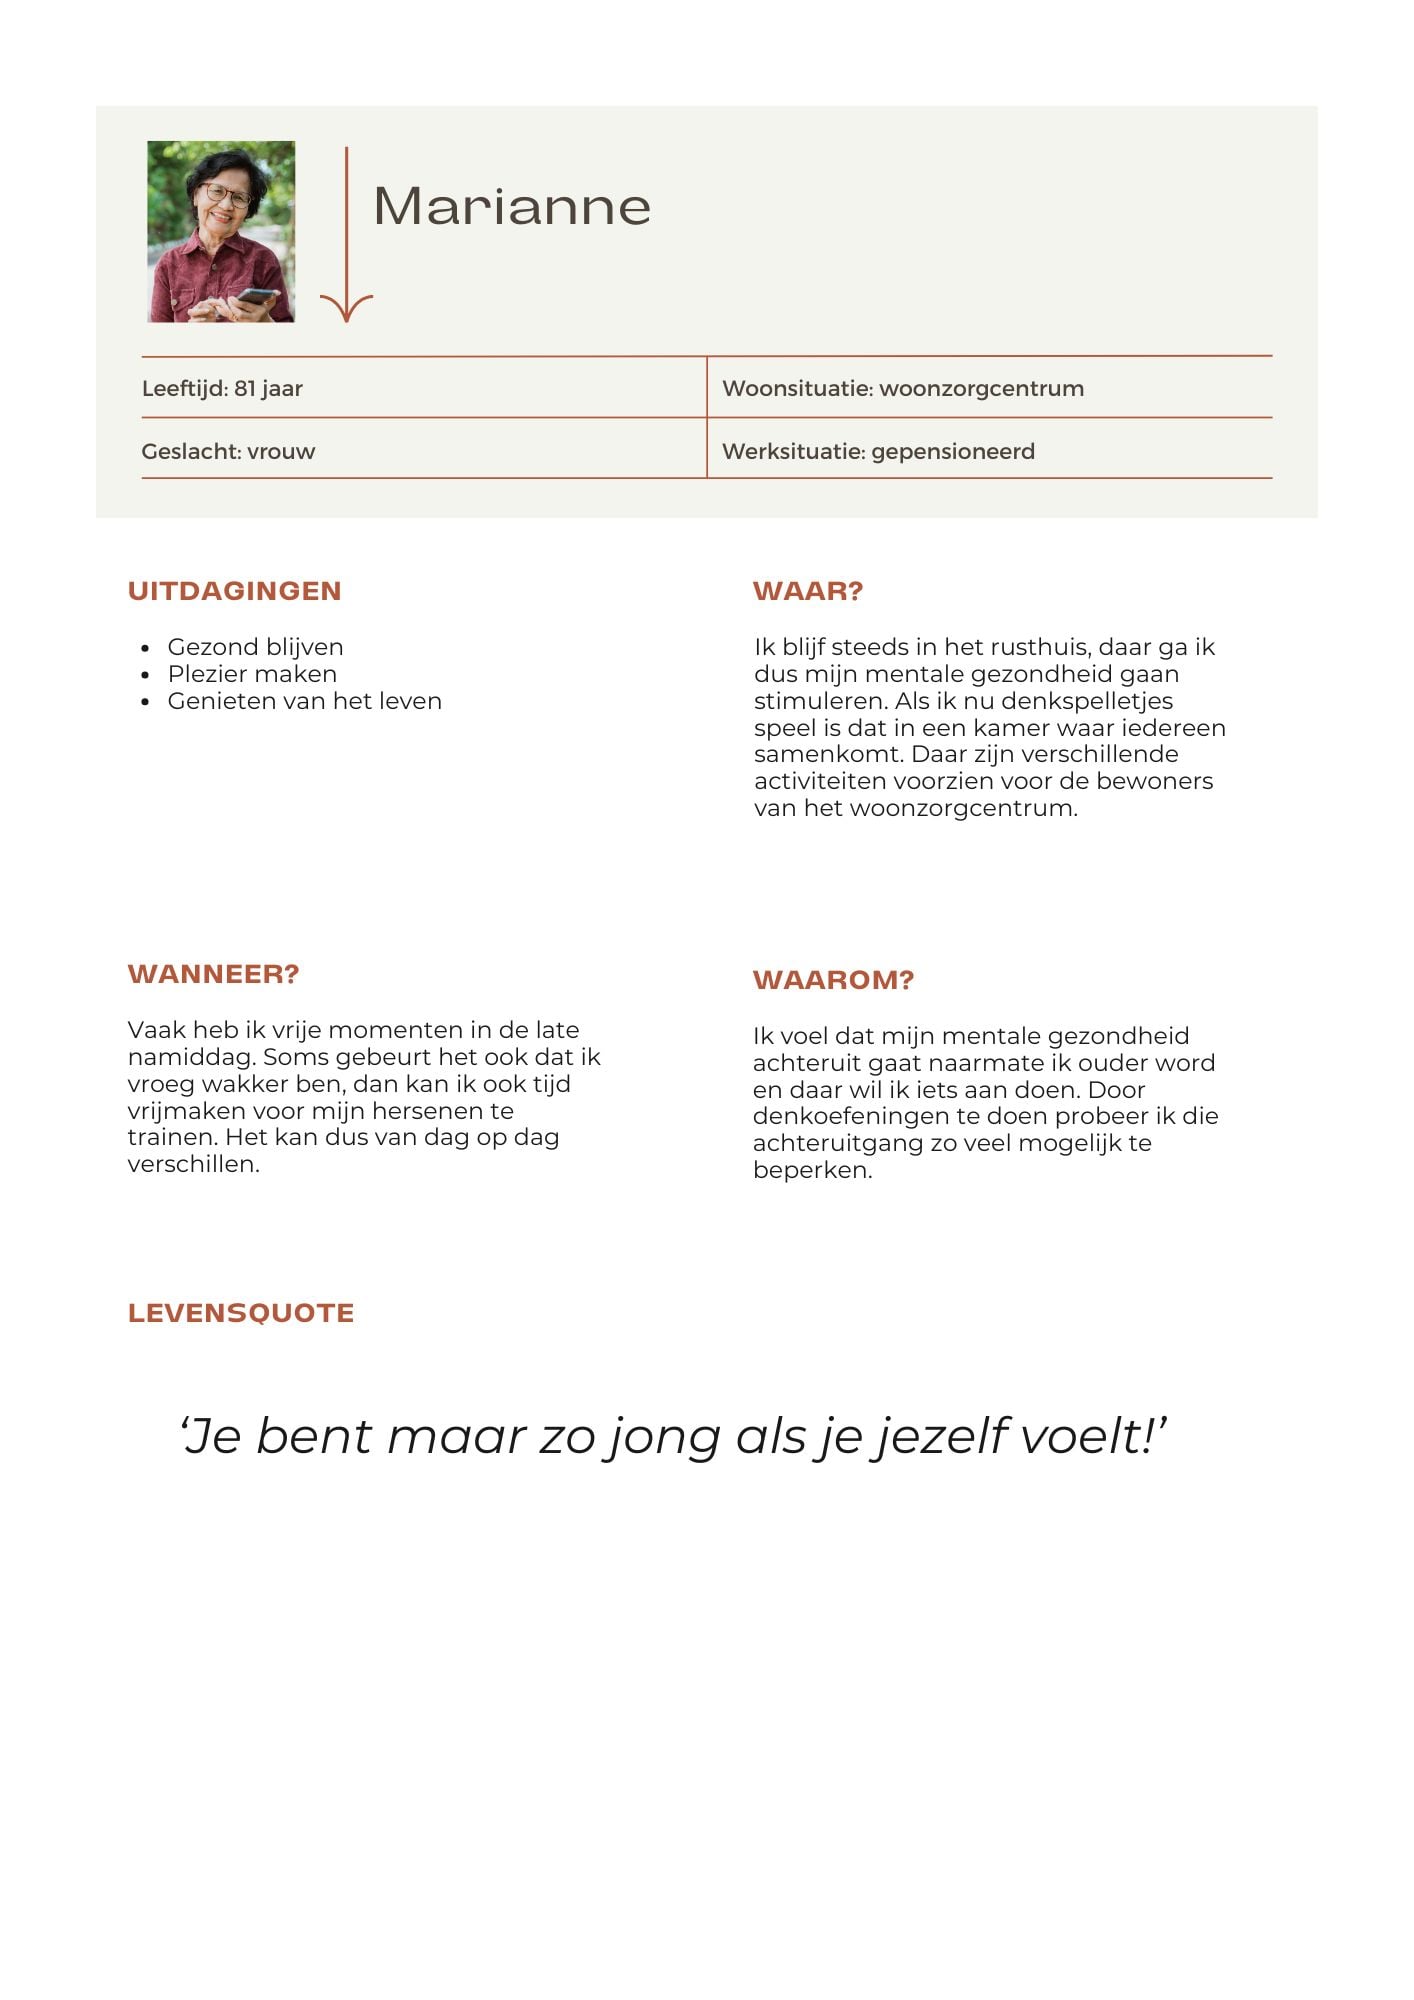 Marianne
Leeftijd: 81 jaar
Woonsituatie: woonzorgcentrum
Geslacht: vrouw
Werksituatie: gepensioneerd
UITDAGINGEN
• Gezond blijven
• Plezier maken
• Genieten van het leven
WAAR?
Ik blijf steeds in het rusthuis, daar ga ik
dus mijn mentale gezondheid gaan
stimuleren. Als ik nu denkspelletjes
speel is dat in een kamer waar iedereen
samenkomt. Daar zijn verschillende
activiteiten voorzien voor de bewoners
van het woonzorgcentrum.
WANNEER?
Vaak heb ik vrije momenten in de late
namiddag. Soms gebeurt het ook dat ik
vroeg wakker ben, dan kan ik ook tijd
vrijmaken voor mijn hersenen te
trainen. Het kan dus van dag op dag
verschillen.
WAAROM?
Ik voel dat mijn mentale gezondheid
achteruit gaat naarmate ik ouder word
en daar wil ik iets aan doen. Door
denkoefeningen te doen probeer ik die
achteruitgang zo veel mogelijk te
beperken.
LEVENSQUOTE
‘Je bent maar zo jong als je jezelf voelt!’